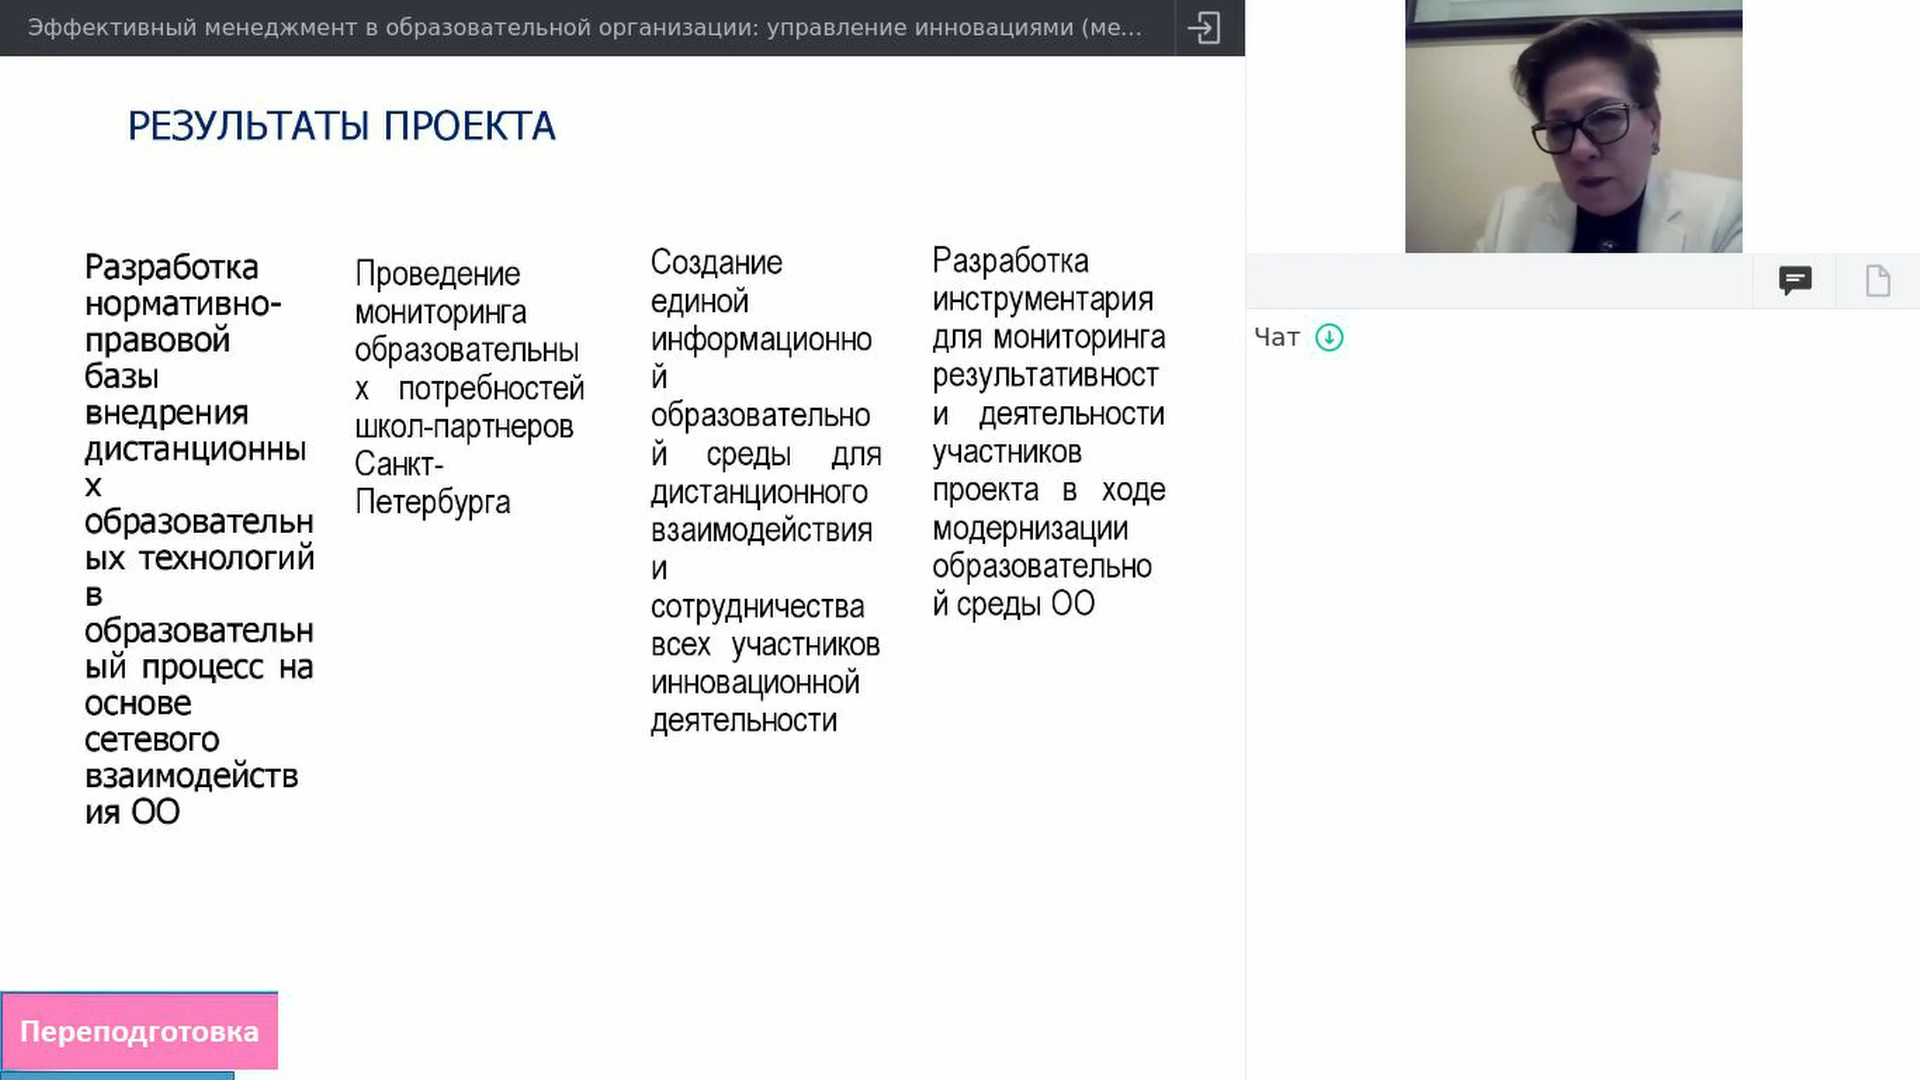 Эффективный менеджмент в образовательной организации: управление инновациями (ме...
РЕЗУЛЬТАТЫ ПРОЕКТА
Разработка
нормативно-
правовой
базы
внедрения
дистанционны
х
образовательн
ых технологий
в
образовательн
ый процесс на
основе
сетевого
взаимодейств
ия ОО
Проведение
мониторинга
образовательны
х потребностей
школ-партнеров
Санкт-
Петербурга
Создание
единой
информационно
й
образовательно
й среды для
дистанционного
взаимодействия
и
сотрудничества
всех участников
инновационной
деятельности
Разработка
инструментария
для мониторинга
результативност
и деятельности
участников
проекта в ходе
модернизации
образовательно
й среды ОО
Чат
Переподготовка